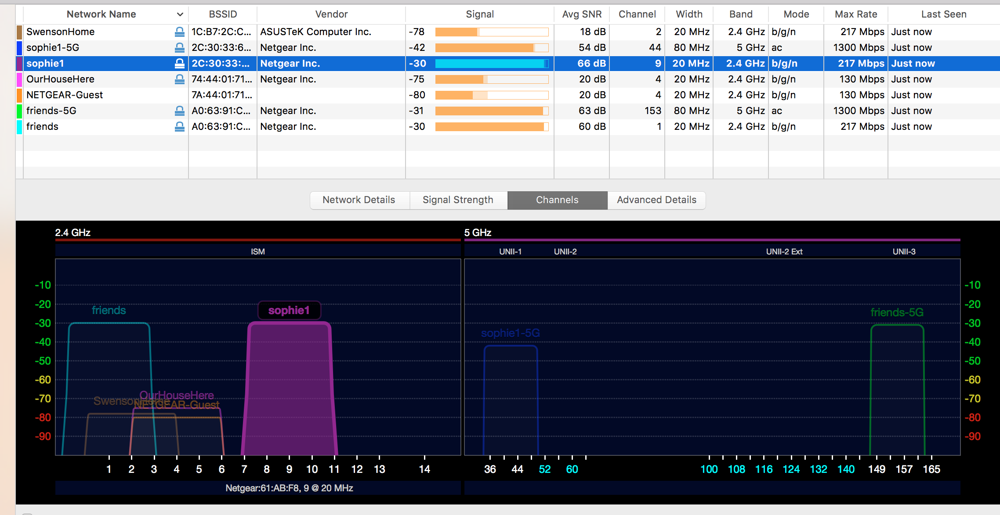 Network Name BSSID Vendor Signal Avg SNR Channel Width Band Mode Max Rate Last Seen
SwensonHome 1C:B7:2C:C... ASUSTeK Computer Inc. -78 18 dB 2 20 MHz 2.4 GHz b/g/n 217 Mbps Just now
sophie1-5G 2C:30:33:6... Netgear Inc. -42 54 dB 44 80 MHz 5 GHz ac 1300 Mbps Just now
sophie1 2C:30:33:... Netgear Inc. -30 66 dB 9 20 MHz 2.4 GHz b/g/n 217 Mbps Just now
OurHouseHere 74:44:01:71... Netgear Inc. -75 20 dB 4 20 MHz 2.4 GHz b/g/n 130 Mbps Just now
NETGEAR-Guest 7A:44:01:71... -80 20 dB 4 20 MHz 2.4 GHz b/g/n 130 Mbps Just now
friends-5G A0:63:91:C... Netgear Inc. -31 63 dB 153 80 MHz 5 GHz ac 1300 Mbps Just now
friends A0:63:91:C... Netgear Inc. -30 60 dB 1 20 MHz 2.4 GHz b/g/n 217 Mbps Just now
Network Details Signal Strength Channels Advanced Details
2.4 GHz 5 GHz
ISM UNII-1 UNII-2 UNII-2 Ext UNII-3
-10 -10
-20 -20
friends sophie1 friends-5G
-30 -30
sophie1-5G
-40 -40
-50 -50
-60 -60
OurHouseHere
-70 -70
SwensonHome NETGEAR-Guest
-80 -80
-90 -90
1 2 3 4 5 6 7 8 9 10 11 12 13 14 36 44 52 60 100 108 116 124 132 140 149 157 165
Netgear:61:AB:F8, 9 @ 20 MHz